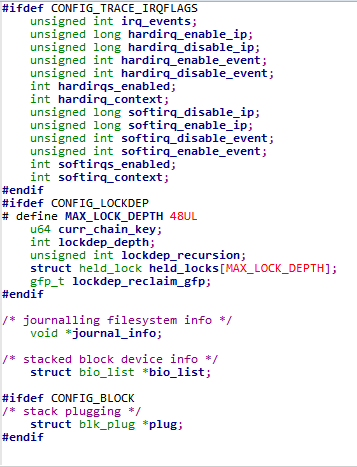 #ifdef CONFIG_TRACE_IRQFLAGS
    unsigned int irq_events;
    unsigned long hardirq_enable_ip;
    unsigned long hardirq_disable_ip;
    unsigned int hardirq_enable_event;
    unsigned int hardirq_disable_event;
    int hardirqs_enabled;
    int hardirq_context;
    unsigned long softirq_disable_ip;
    unsigned long softirq_enable_ip;
    unsigned int softirq_disable_event;
    unsigned int softirq_enable_event;
    int softirqs_enabled;
    int softirq_context;
#endif
#ifdef CONFIG_LOCKDEP
# define MAX_LOCK_DEPTH 48UL
    u64 curr_chain_key;
    int lockdep_depth;
    unsigned int lockdep_recursion;
    struct held_lock held_locks[MAX_LOCK_DEPTH];
    gfp_t lockdep_reclaim_gfp;
#endif

/* journalling filesystem info */
    void *journal_info;

/* stacked block device info */
    struct bio_list *bio_list;

#ifdef CONFIG_BLOCK
/* stack plugging */
    struct blk_plug *plug;
#endif